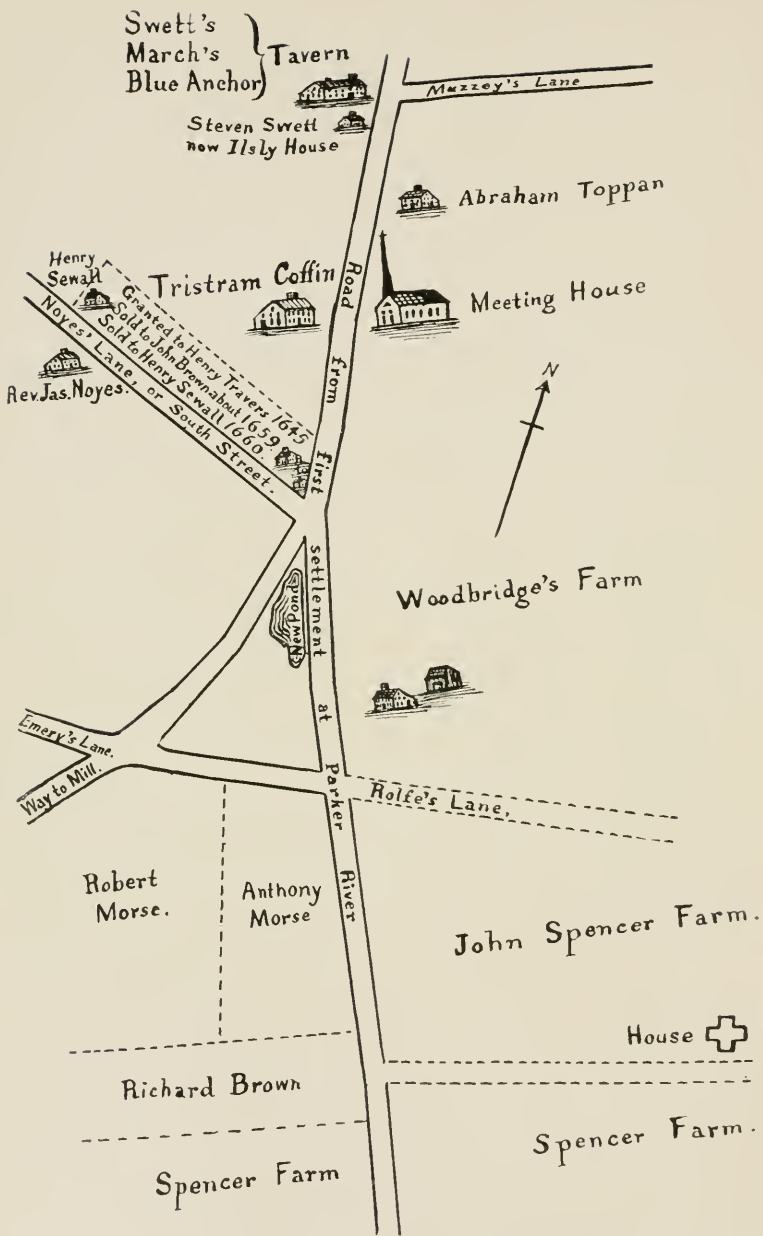 Swett's
March's
Blue Anchor
Tavern
Muzzey's Lane
Steven Swett
now Ilsly House
Abraham Toppan
Henry
Sewall
Tristram Coffin
Meeting House
Granted to Henry Travers 1645
Sold to John Brown about 1659.
Sold to Henry Sewall 1660.
Noyes' Lane, or South Street.
Rev. Jas. Noyes.
Road from first settlement at Parker River
N
New Pond
Woodbridge's Farm
Emery's Lane.
Way to Mill.
Rolfe's Lane,
Robert
Morse.
Anthony
Morse
John Spencer Farm.
House
Richard Brown
Spencer Farm.
Spencer Farm